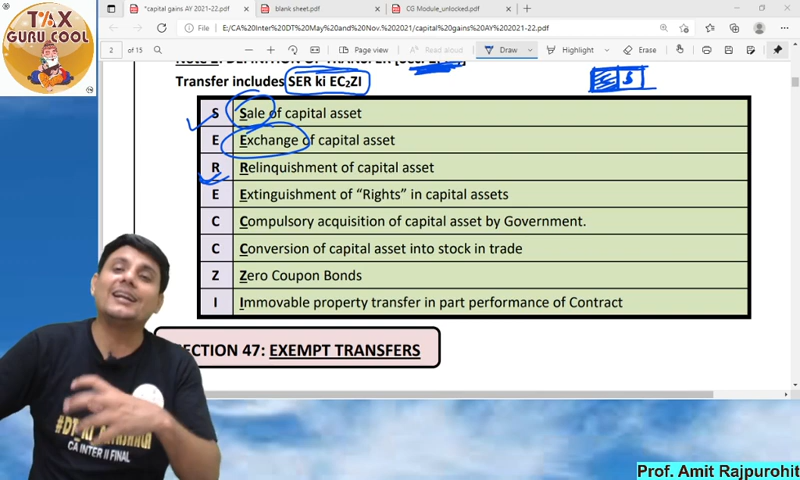 TAX
GURU COOL
*capital gains AY 2021-22.pdf
blank sheet.pdf
CG Module_unlocked.pdf
E:/CA%20Inter%20DT%20May%20and%20Nov.%202021/capital%20gains%20AY%202021-22.pdf
2 of 15
Page view
Read aloud
Draw
Highlight
Erase
Transfer includes SER ki EC₂ZI
S
S Sale of capital asset
E Exchange of capital asset
R Relinquishment of capital asset
E Extinguishment of “Rights” in capital assets
C Compulsory acquisition of capital asset by Government.
C Conversion of capital asset into stock in trade
Z Zero Coupon Bonds
I Immovable property transfer in part performance of Contract
SECTION 47: EXEMPT TRANSFERS
CA INTER II FINAL
Prof. Amit Rajpurohit